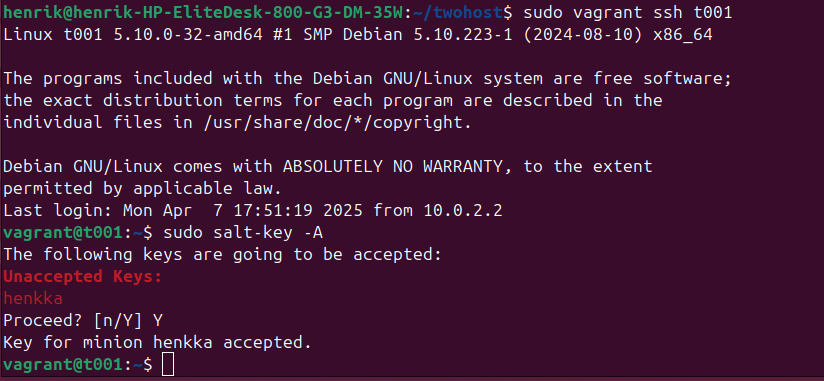 henrik@henrik-HP-EliteDesk-800-G3-DM-35W:~/twohost$ sudo vagrant ssh t001
Linux t001 5.10.0-32-amd64 #1 SMP Debian 5.10.223-1 (2024-08-10) x86_64

The programs included with the Debian GNU/Linux system are free software;
the exact distribution terms for each program are described in the
individual files in /usr/share/doc/*/copyright.

Debian GNU/Linux comes with ABSOLUTELY NO WARRANTY, to the extent
permitted by applicable law.
Last login: Mon Apr  7 17:51:19 2025 from 10.0.2.2
vagrant@t001:~$ sudo salt-key -A
The following keys are going to be accepted:
Unaccepted Keys:
henkka
Proceed? [n/Y] Y
Key for minion henkka accepted.
vagrant@t001:~$